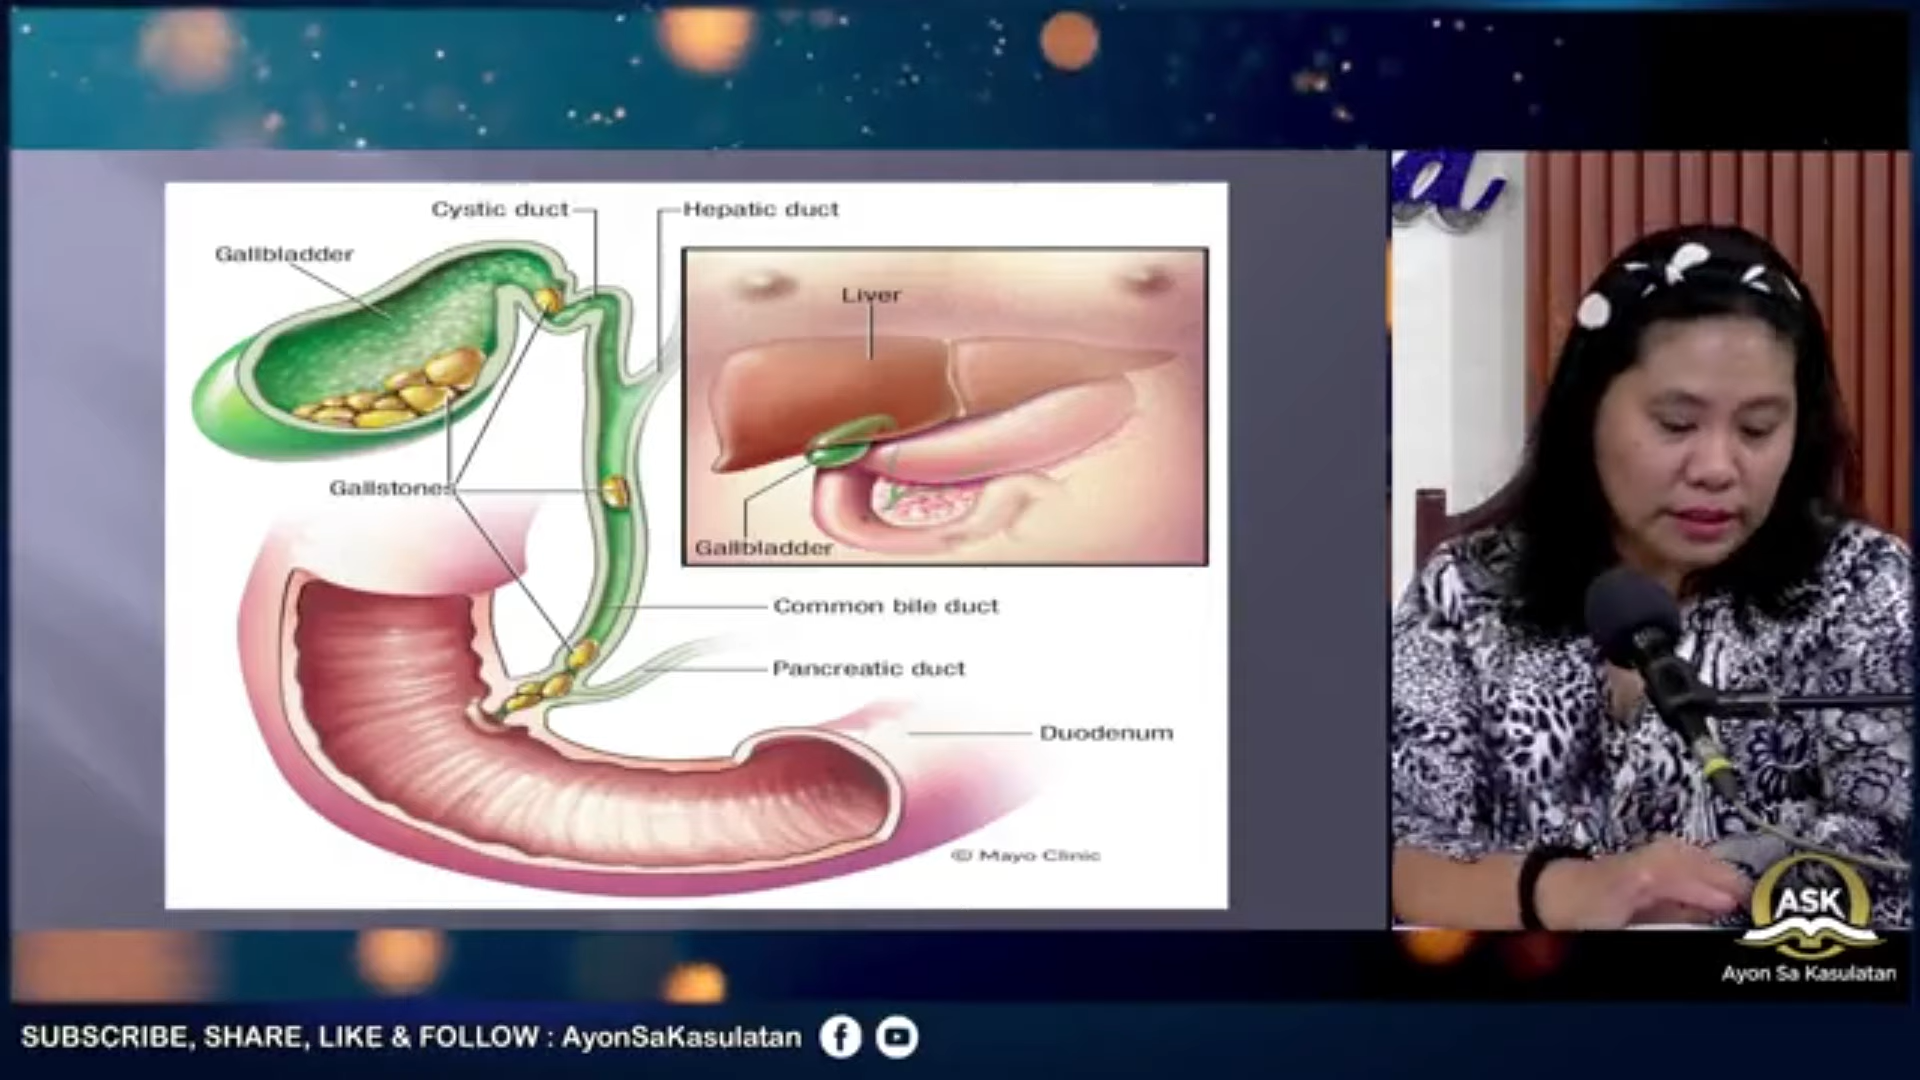 Cystic duct
Hepatic duct
Gallbladder
Liver
Gallstones
Gallbladder
Common bile duct
Pancreatic duct
Duodenum
© Mayo Clinic
ASK
Ayon Sa Kasulatan
SUBSCRIBE, SHARE, LIKE & FOLLOW : AyonSaKasulatan